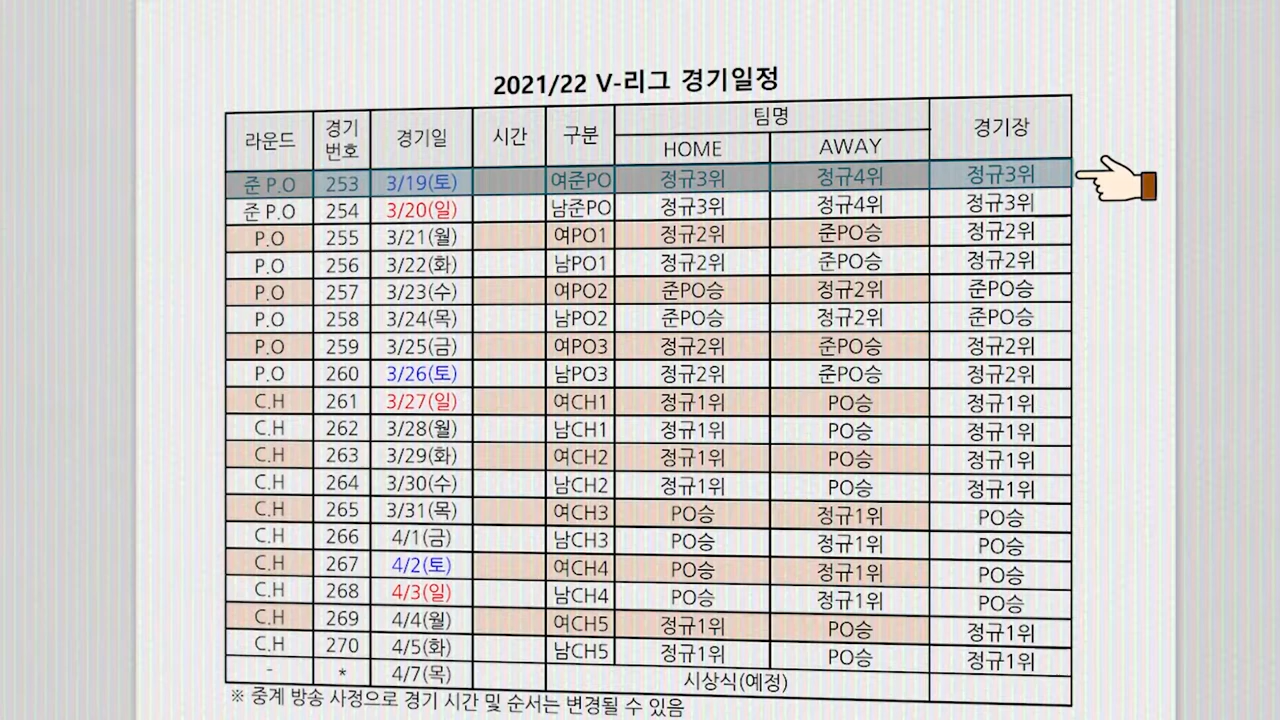 2021/22 V-리그 경기일정
라운드 경기번호 경기일 시간 구분 팀명 경기장
HOME AWAY
준 P.O 253 3/19(토) 여준PO 정규3위 정규4위 정규3위
준 P.O 254 3/20(일) 남준PO 정규3위 정규4위 정규3위
P.O 255 3/21(월) 여PO1 정규2위 준PO승 정규2위
P.O 256 3/22(화) 남PO1 정규2위 준PO승 정규2위
P.O 257 3/23(수) 여PO2 준PO승 정규2위 준PO승
P.O 258 3/24(목) 남PO2 준PO승 정규2위 준PO승
P.O 259 3/25(금) 여PO3 정규2위 준PO승 정규2위
P.O 260 3/26(토) 남PO3 정규2위 준PO승 정규2위
C.H 261 3/27(일) 여CH1 정규1위 PO승 정규1위
C.H 262 3/28(월) 남CH1 정규1위 PO승 정규1위
C.H 263 3/29(화) 여CH2 정규1위 PO승 정규1위
C.H 264 3/30(수) 남CH2 정규1위 PO승 정규1위
C.H 265 3/31(목) 여CH3 PO승 정규1위 PO승
C.H 266 4/1(금) 남CH3 PO승 정규1위 PO승
C.H 267 4/2(토) 여CH4 PO승 정규1위 PO승
C.H 268 4/3(일) 남CH4 PO승 정규1위 PO승
C.H 269 4/4(월) 여CH5 정규1위 PO승 정규1위
C.H 270 4/5(화) 남CH5 정규1위 PO승 정규1위
- * 4/7(목) 시상식(예정)
※ 중계 방송 사정으로 경기 시간 및 순서는 변경될 수 있음